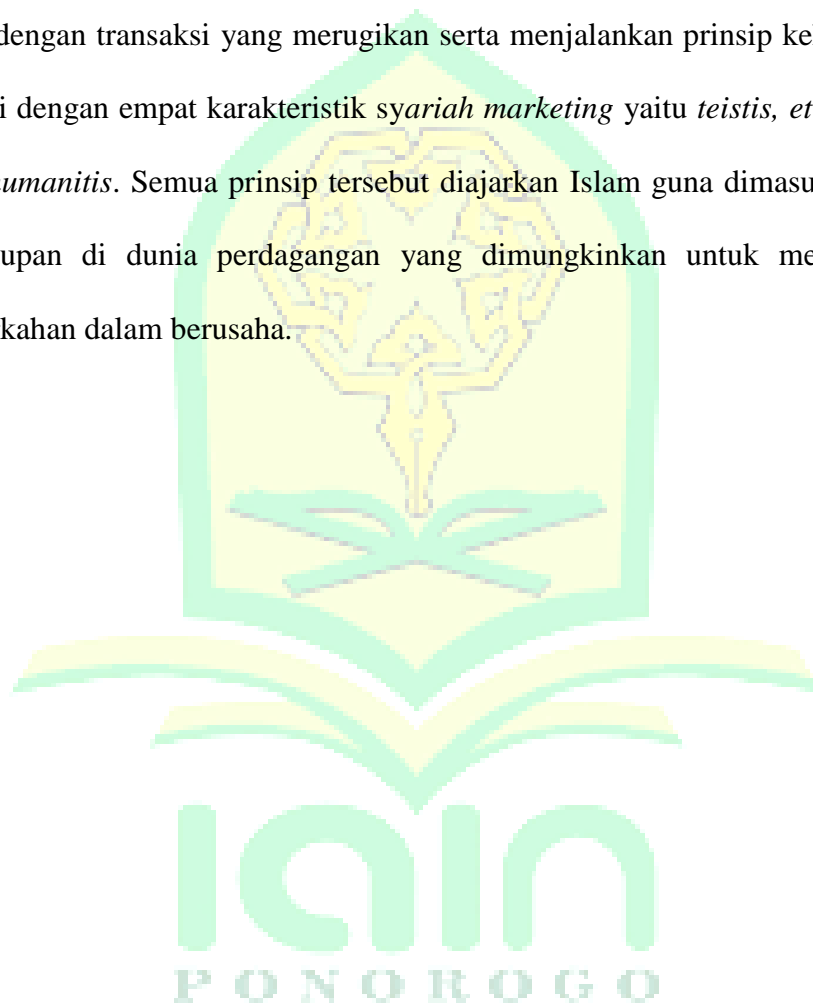 dengan transaksi yang merugikan serta menjalankan prinsip ke
i dengan empat karakteristik syariah marketing yaitu teistis, et
umanitis. Semua prinsip tersebut diajarkan Islam guna dimasu
upan di dunia perdagangan yang dimungkinkan untuk me
kahan dalam berusaha.
IAIN
PONOROGO